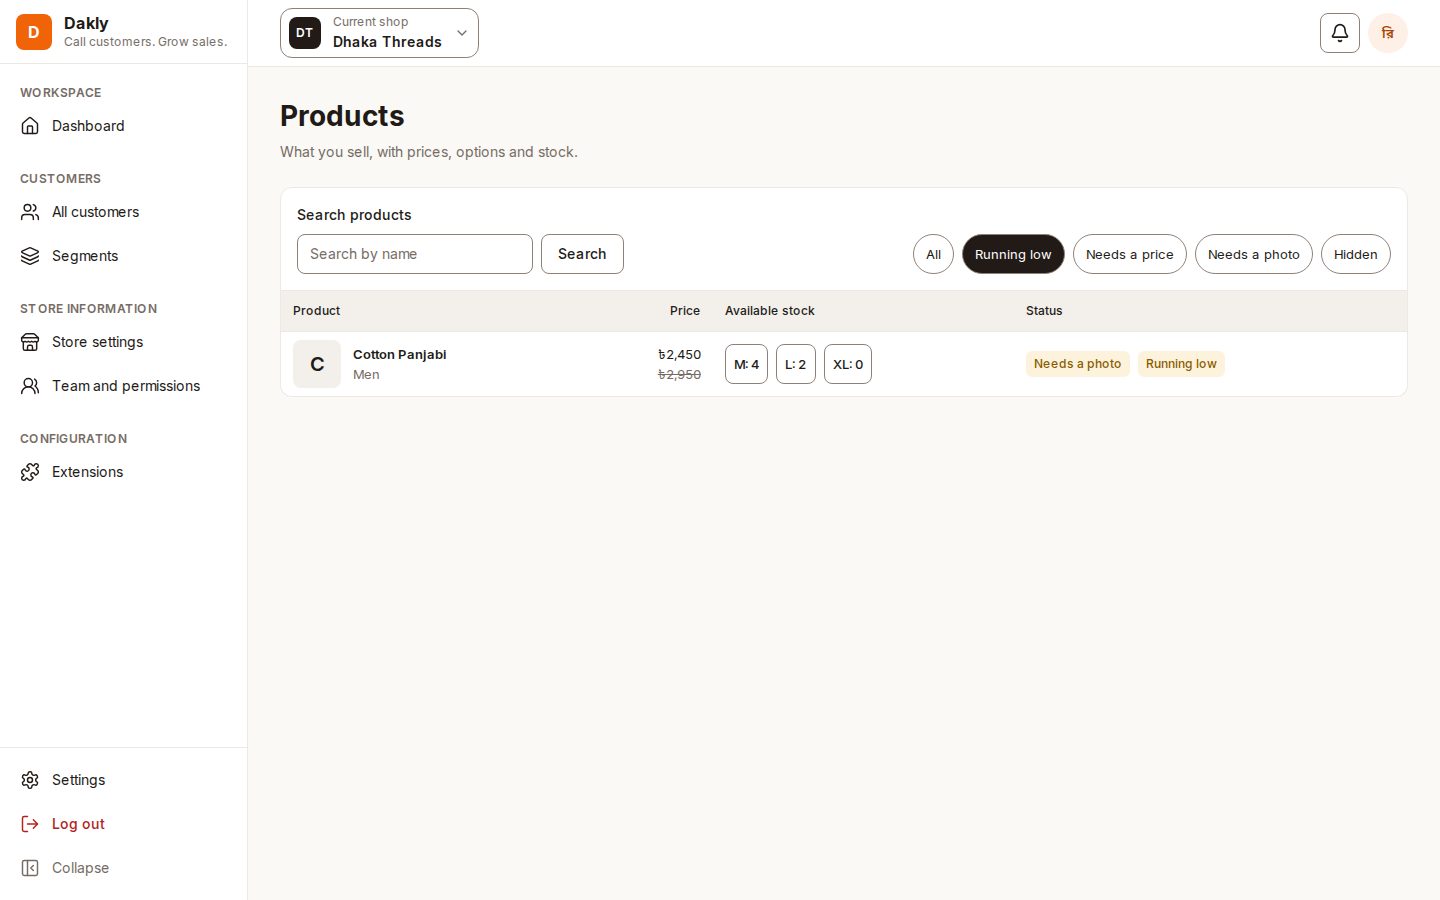 D
Dakly
Call customers. Grow sales.
DT
Current shop
Dhaka Threads
রি
WORKSPACE
Dashboard
CUSTOMERS
All customers
Segments
STORE INFORMATION
Store settings
Team and permissions
CONFIGURATION
Extensions
Settings
Log out
Collapse
Products
What you sell, with prices, options and stock.
Search products
Search by name
Search
All
Running low
Needs a price
Needs a photo
Hidden
Product
Price
Available stock
Status
C
Cotton Panjabi
Men
৳2,450
৳2,950
M: 4
L: 2
XL: 0
Needs a photo
Running low